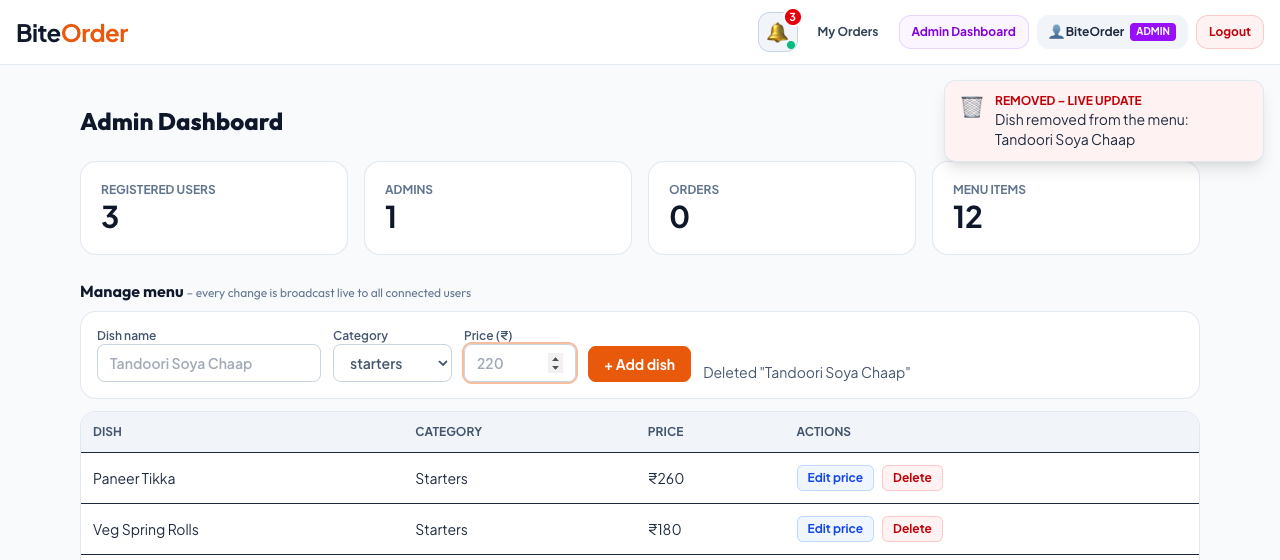 BiteOrder
3
My Orders
Admin Dashboard
BiteOrder ADMIN
Logout
REMOVED – LIVE UPDATE
Dish removed from the menu:
Tandoori Soya Chaap
Admin Dashboard
REGISTERED USERS
3
ADMINS
1
ORDERS
0
MENU ITEMS
12
Manage menu – every change is broadcast live to all connected users
Dish name
Category
Price (₹)
Tandoori Soya Chaap
starters
220
+ Add dish
Deleted "Tandoori Soya Chaap"
DISH CATEGORY PRICE ACTIONS
Paneer Tikka Starters ₹260 Edit price Delete
Veg Spring Rolls Starters ₹180 Edit price Delete